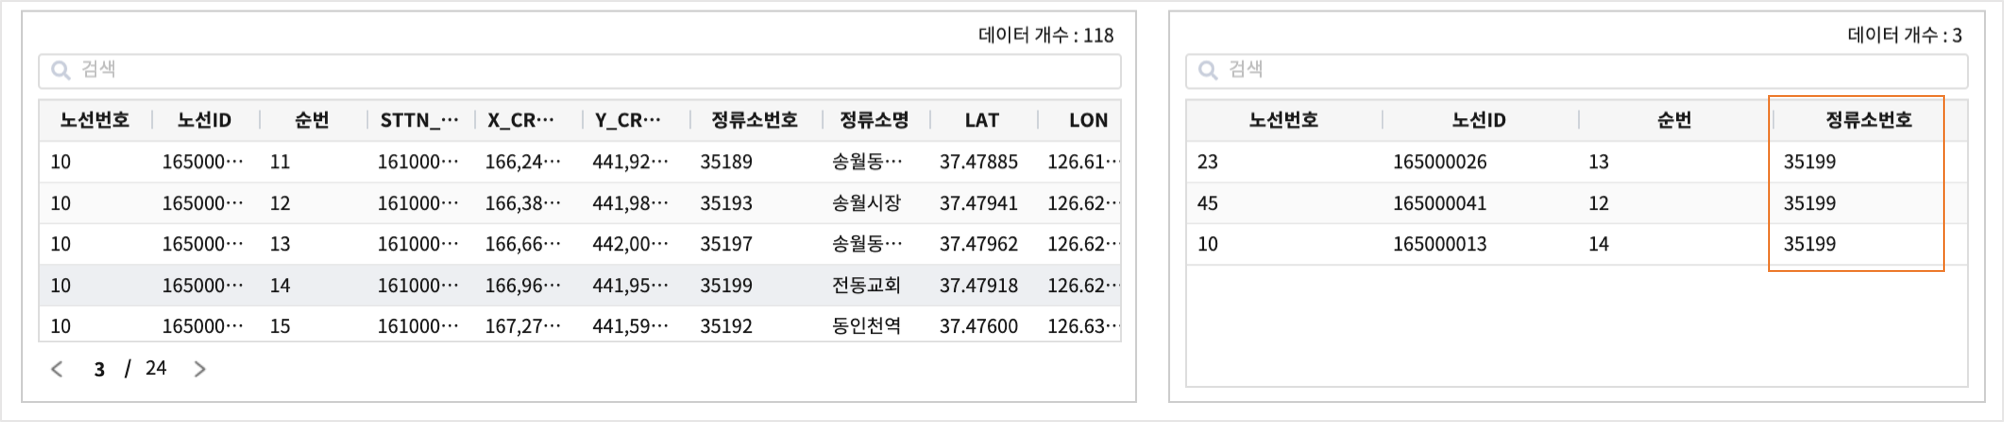 데이터 개수 : 118
검색
노선번호 노선ID 순번 STTN_··· X_CR··· Y_CR··· 정류소번호 정류소명 LAT LON
10 165000··· 11 161000··· 166,24··· 441,92··· 35189 송월동··· 37.47885 126.61··
10 165000··· 12 161000··· 166,38··· 441,98··· 35193 송월시장 37.47941 126.62··
10 165000··· 13 161000··· 166,66··· 442,00··· 35197 송월동··· 37.47962 126.62··
10 165000··· 14 161000··· 166,96··· 441,95··· 35199 전동교회 37.47918 126.62··
10 165000··· 15 161000··· 167,27··· 441,59··· 35192 동인천역 37.47600 126.63··
< 3 / 24 >
데이터 개수 : 3
검색
노선번호 노선ID 순번 정류소번호
23 165000026 13 35199
45 165000041 12 35199
10 165000013 14 35199